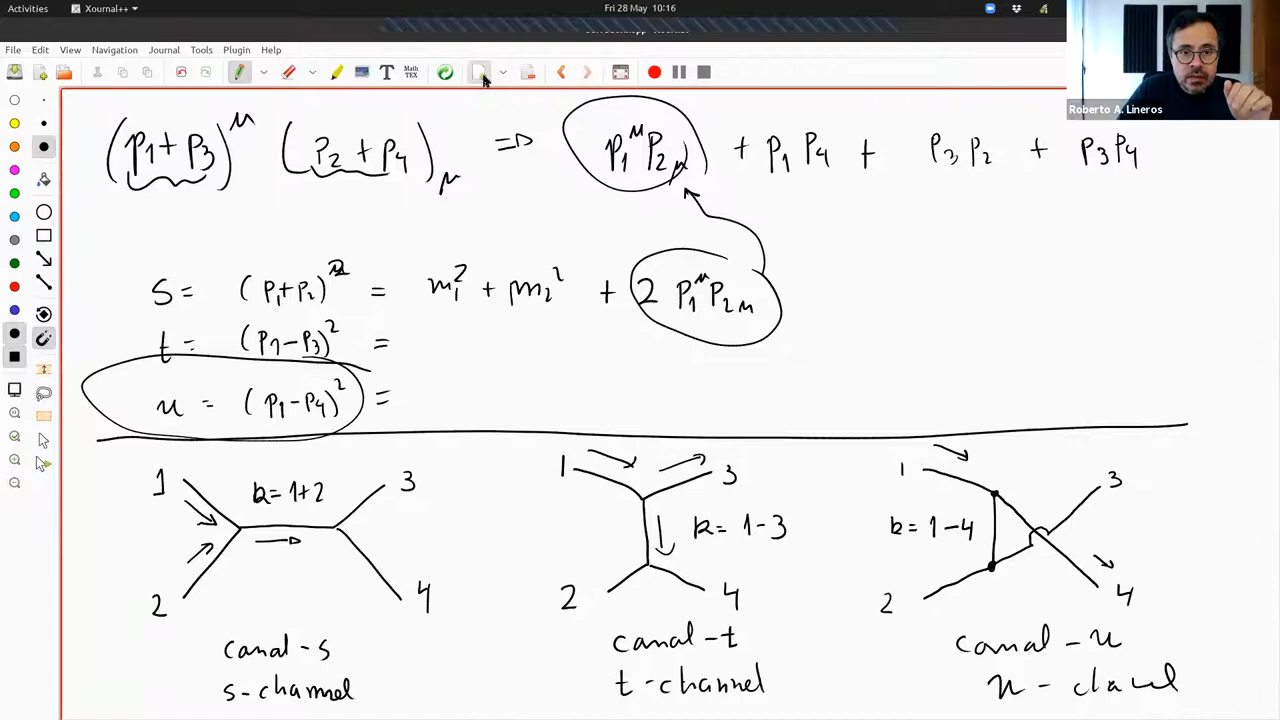 Activities Xournal++ Fri 28 May 10:16
File Edit View Navigation Journal Tools Plugin Help
Roberto A. Lineros
(p1+p3)^μ (p2+p4)_μ ⇒ p1^μ p2μ + p1 p4 + p3 p2 + p3 p4
s = (p1+p2)^2 = m1^2 + m2^2 + 2 p1^μ p2μ
t = (p1-p3)^2 =
u = (p1-p4)^2 =
1 k=1+2 3
2 4
1 3
k= 1-3
2 4
1 3
k=1-4
2 4
canal-s canal-t canal-u
s-channel t-channel